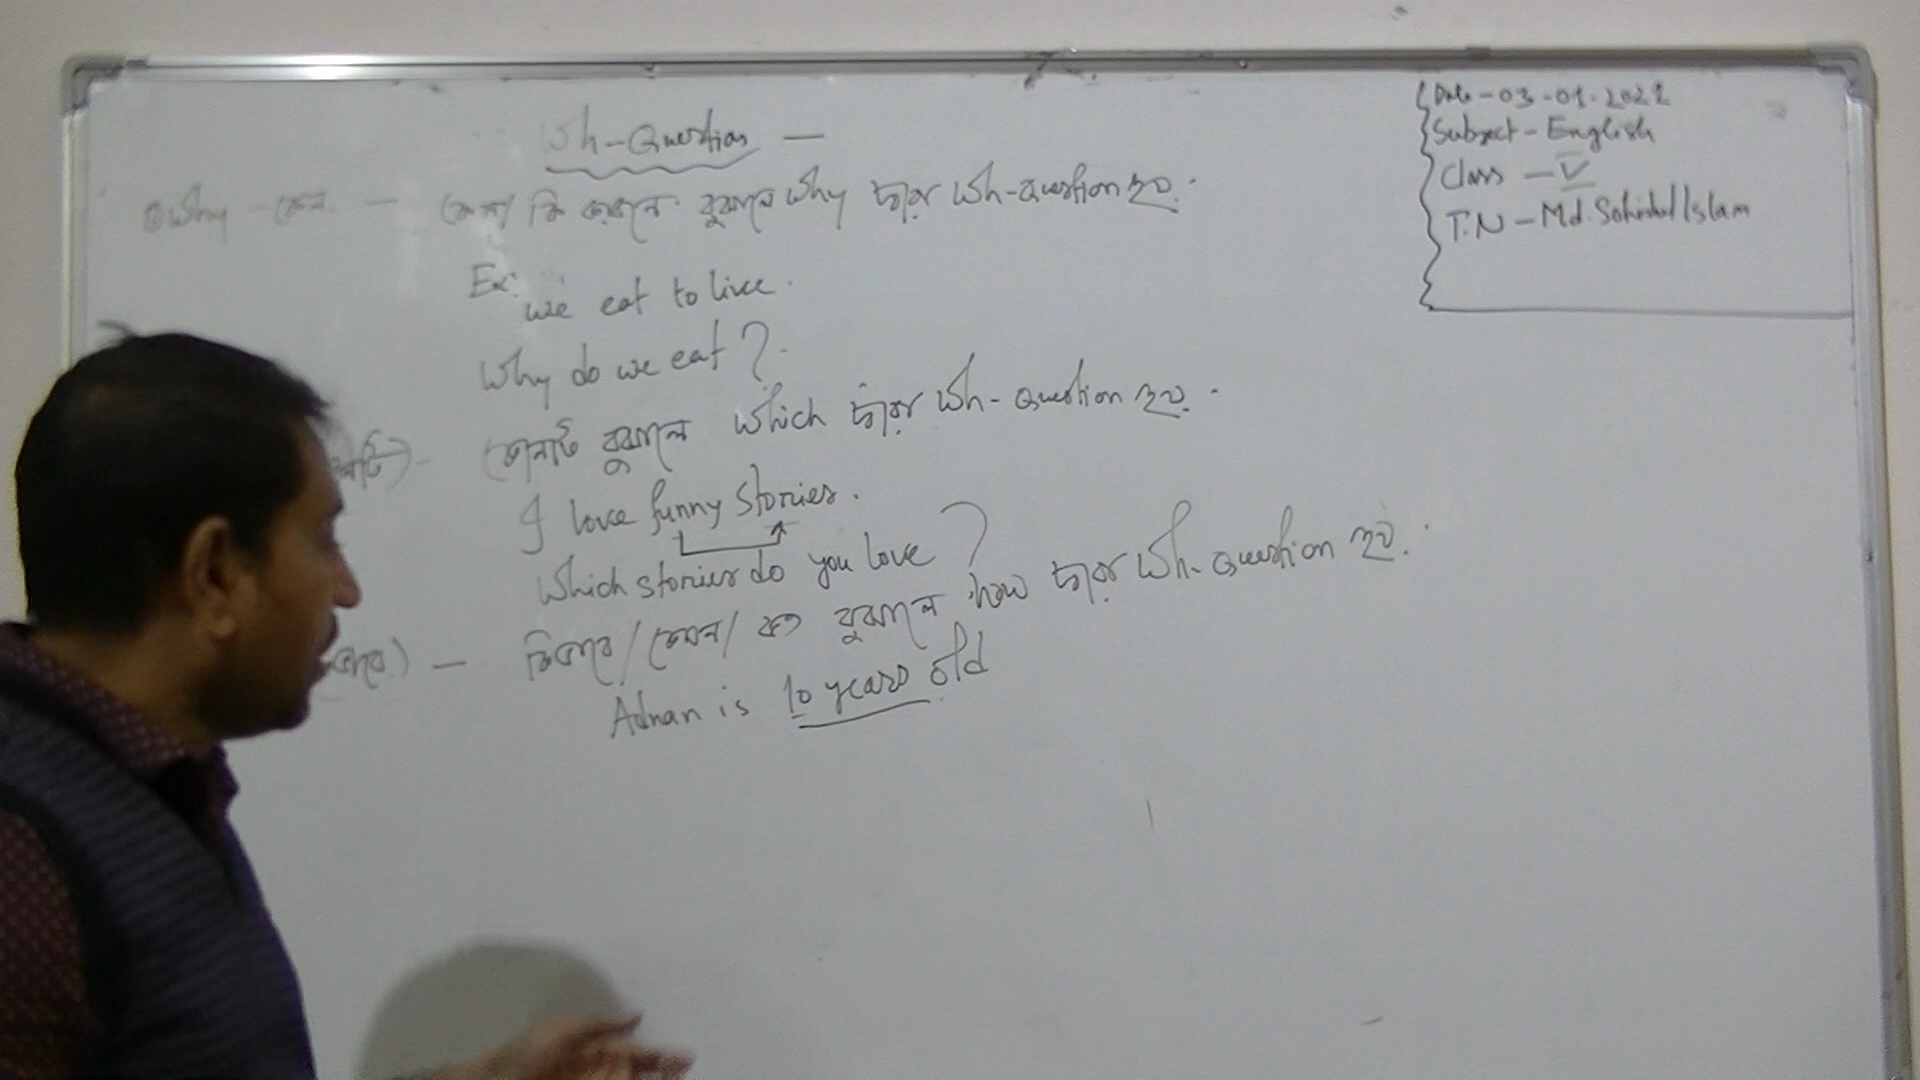 Wh-Question —
Why - কেন — কেন/ কি কারনে বুঝালে Why দ্বারা Wh-Question হবে.
Ex: we eat to live.
Why do we eat?
কোনটি বুঝালে Which দ্বারা Wh-Question হবে.
I love funny Stories.
Which stories do you love?
কিভাবে/কেমন/ কত বুঝালে how দ্বারা Wh-Question হবে.
Adnan is 10 years old
Date-03-01-2022
Subject-English
Class - V
T.N-Md. Sohidul Islam